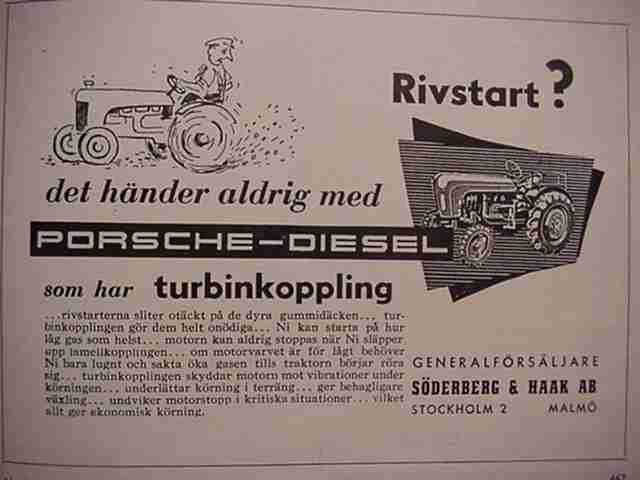 Rivstart?
det händer aldrig med
PORSCHE-DIESEL
som har turbinkoppling
...rivstarterna sliter otäckt på de dyra gummidäcken... tur-
binkopplingen gör dem helt onödiga... Ni kan starta på hur
låg gas som helst... motorn kan aldrig stoppas när Ni släpper
upp lamellkopplingen... om motorvarvet är för lågt behöver
Ni bara lugnt och sakta öka gasen tills traktorn börjar röra
sig... turbinkopplingen skyddar motorn mot vibrationer under
körningen... underlättar körning i terräng... ger behagligare
växling... undviker motorstopp i kritiska situationer... vilket
allt ger ekonomisk körning.
GENERALFÖRSÄLJARE
SÖDERBERG & HAAK AB
STOCKHOLM 2 MALMÖ